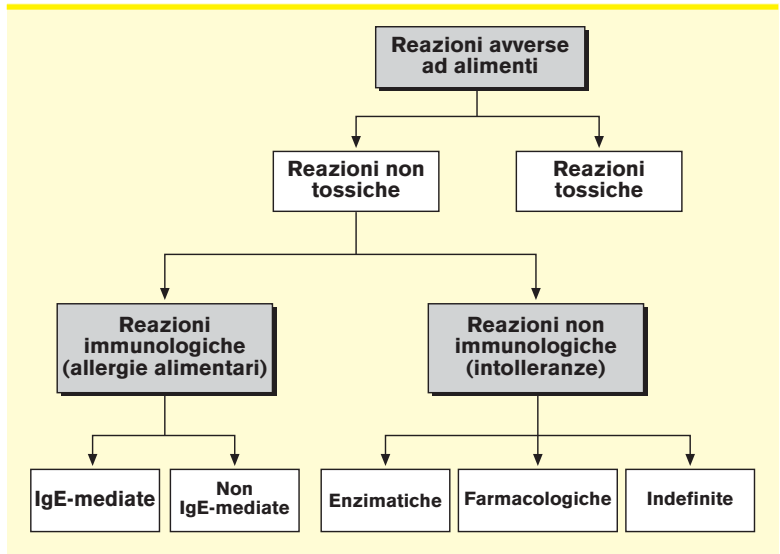 Reazioni avverse
ad alimenti
Reazioni non
tossiche
Reazioni
tossiche
Reazioni
immunologiche
(allergie alimentari)
Reazioni non
immunologiche
(intolleranze)
IgE-mediate
Non
IgE-mediate
Enzimatiche
Farmacologiche
Indefinite